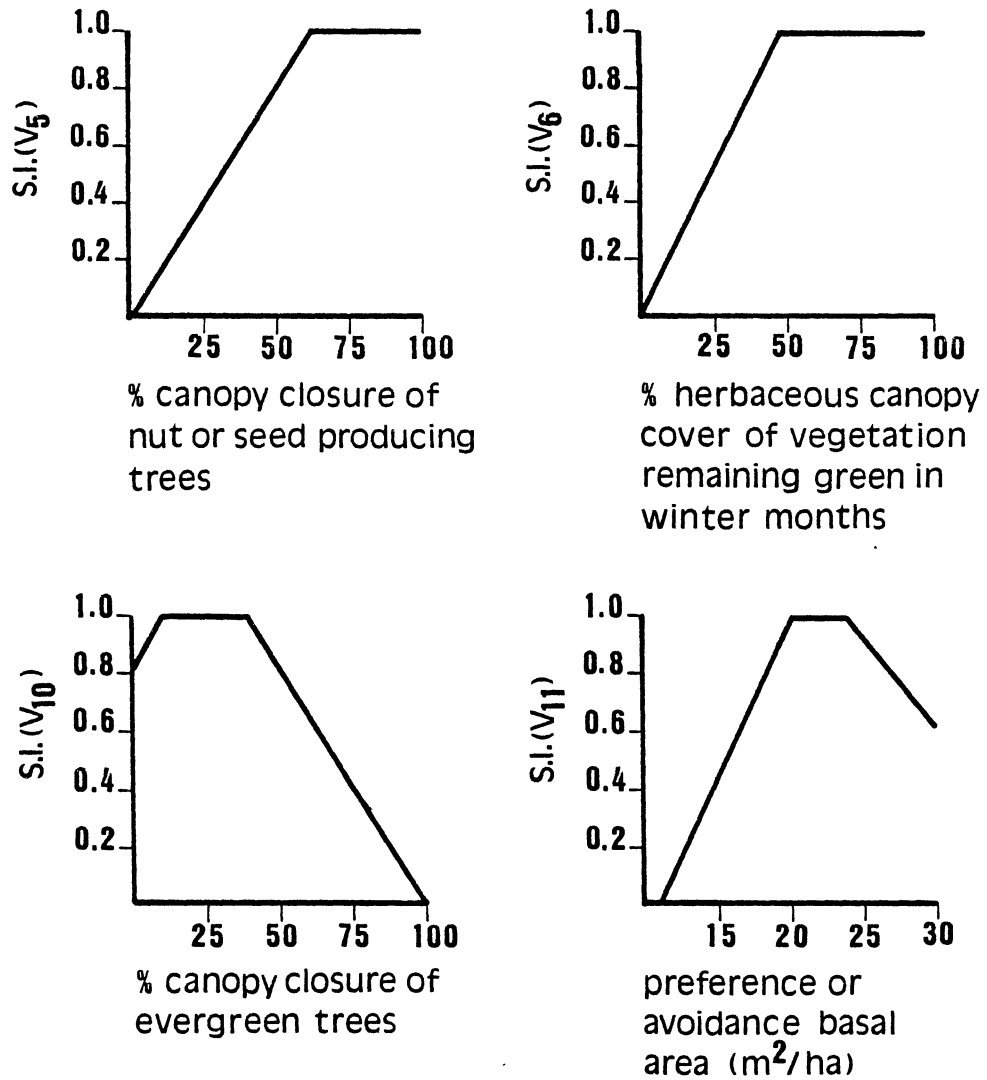 S.I.(V5)
1.0
0.8
0.6
0.4
0.2
25 50 75 100
% canopy closure of
nut or seed producing
trees
S.I.(V6)
1.0
0.8
0.6
0.4
0.2
25 50 75 100
% herbaceous canopy
cover of vegetation
remaining green in
winter months
S.I.(V10)
1.0
0.8
0.6
0.4
0.2
25 50 75 100
% canopy closure of
evergreen trees
S.I.(V11)
1.0
0.8
0.6
0.4
0.2
15 20 25 30
preference or
avoidance basal
area (m²/ha)